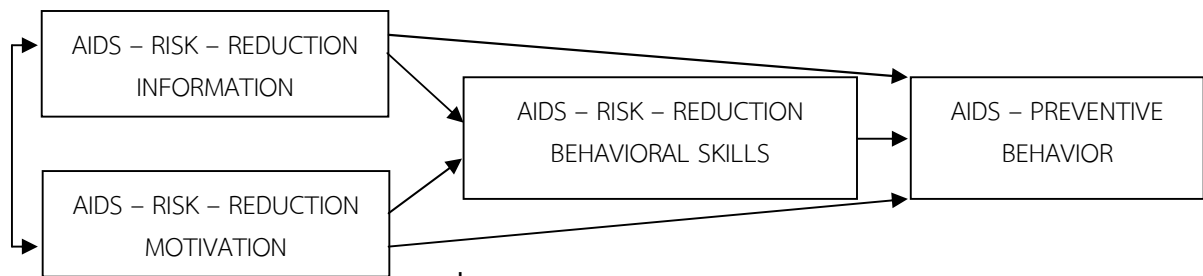 AIDS – RISK – REDUCTION
INFORMATION
AIDS – RISK – REDUCTION
BEHAVIORAL SKILLS
AIDS – PREVENTIVE
BEHAVIOR
AIDS – RISK – REDUCTION
MOTIVATION